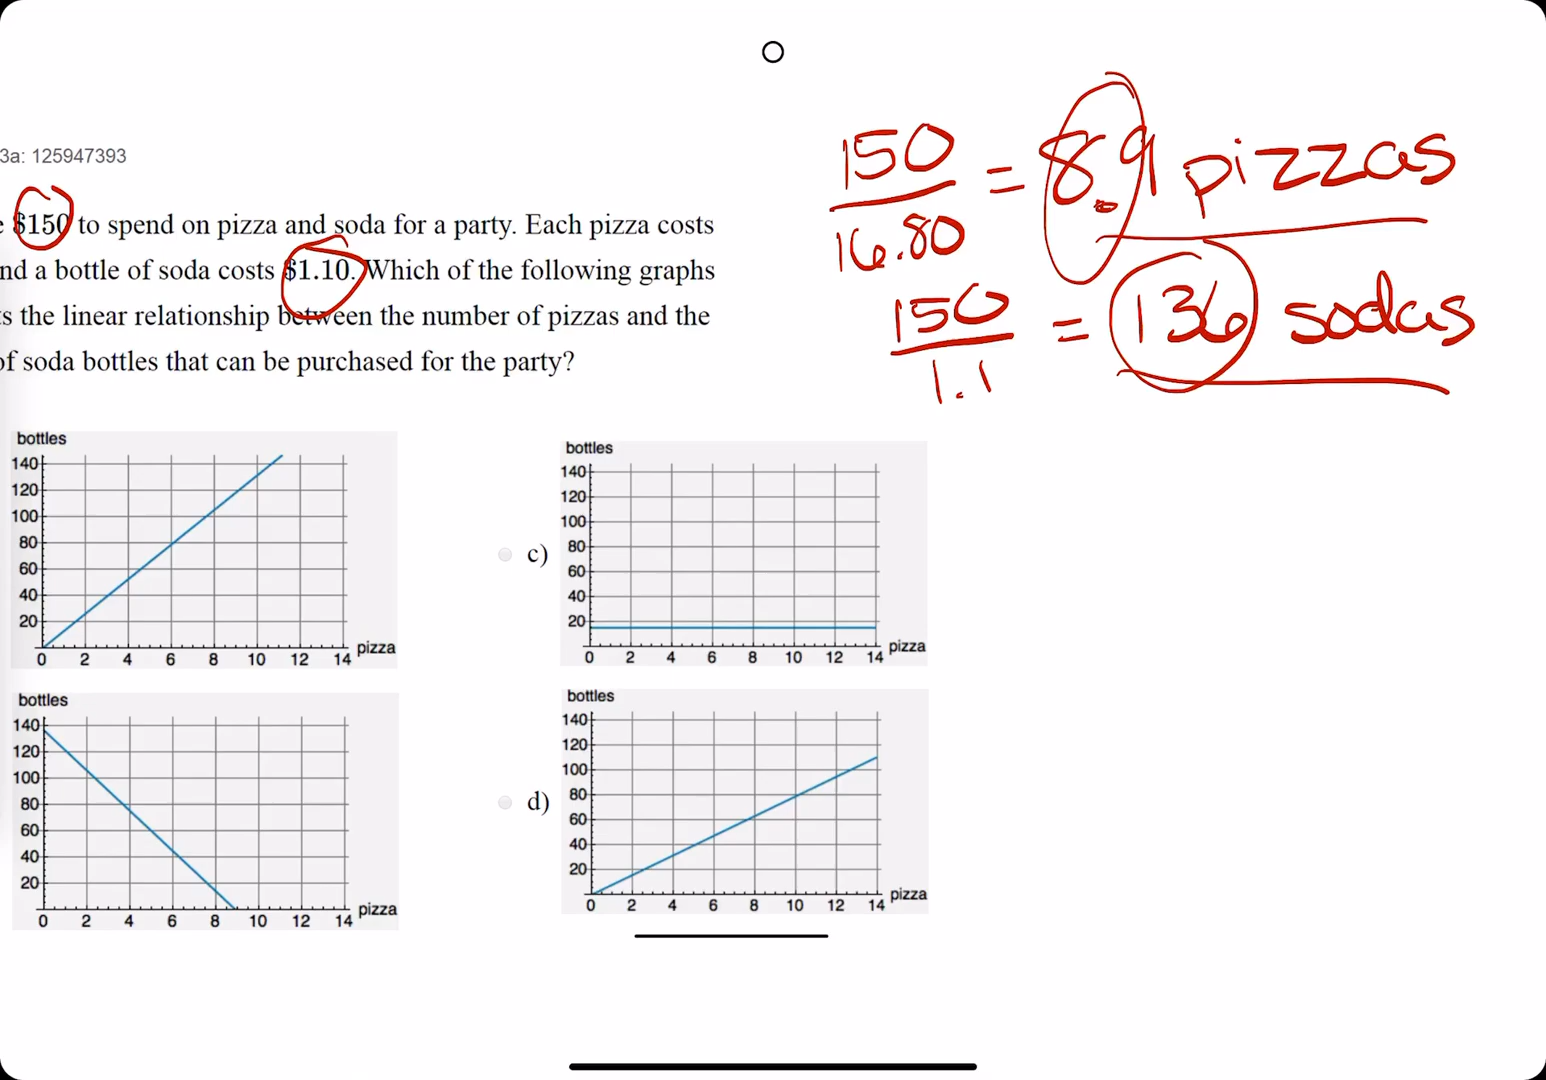 3a: 125947393
$150 to spend on pizza and soda for a party. Each pizza costs
nd a bottle of soda costs $1.10. Which of the following graphs
s the linear relationship between the number of pizzas and the
of soda bottles that can be purchased for the party?
150
16.80
= 8.9 pizzas
150
1.1
= 136 sodas
bottles
140
120
100
80
60
40
20
0 2 4 6 8 10 12 14 pizza
c)
bottles
140
120
100
80
60
40
20
0 2 4 6 8 10 12 14 pizza
bottles
140
120
100
80
60
40
20
0 2 4 6 8 10 12 14 pizza
d)
bottles
140
120
100
80
60
40
20
0 2 4 6 8 10 12 14 pizza